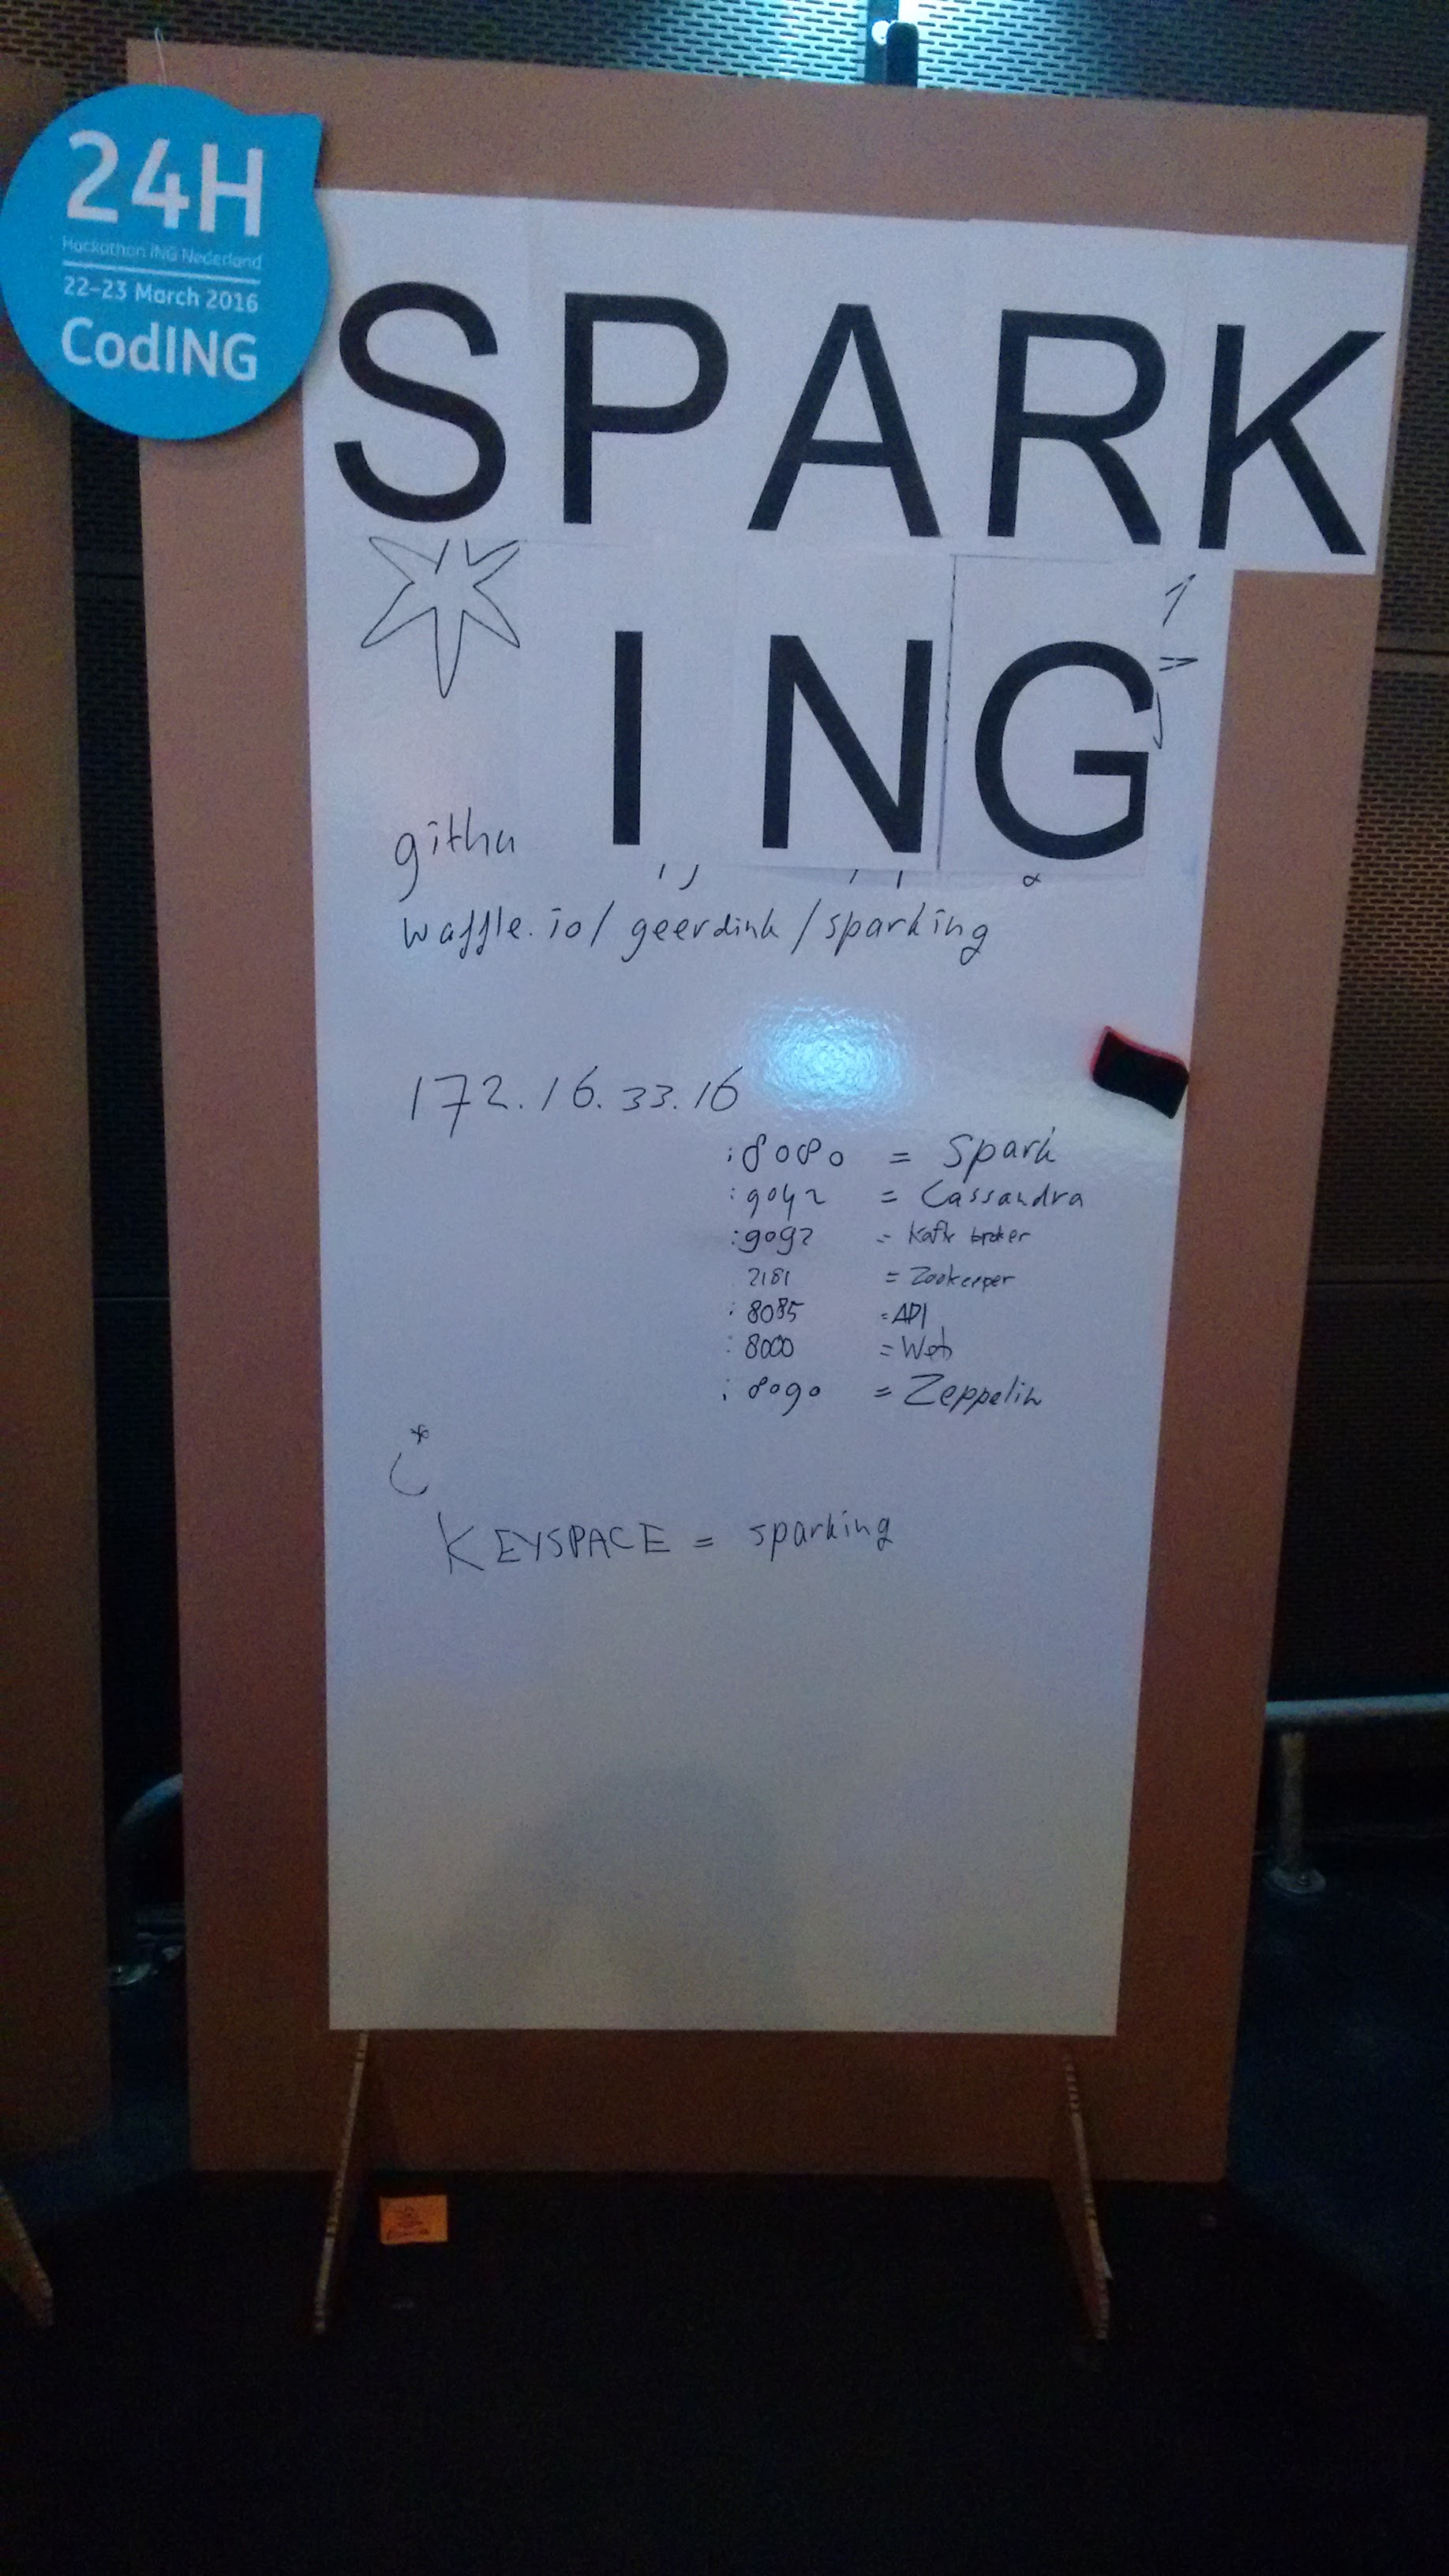 24H
Hackathon ING Nederland
22-23 March 2016
CodING
SPARK
ING
githu
waffle.io/geerdink/sparking
172.16.33.16
:8080 = Spark
:9042 = Cassandra
:9092 = Kafk broker
2181 = Zookeeper
:8085 = API
:8000 = Web
:8090 = Zeppelin
*
KEYSPACE = sparking